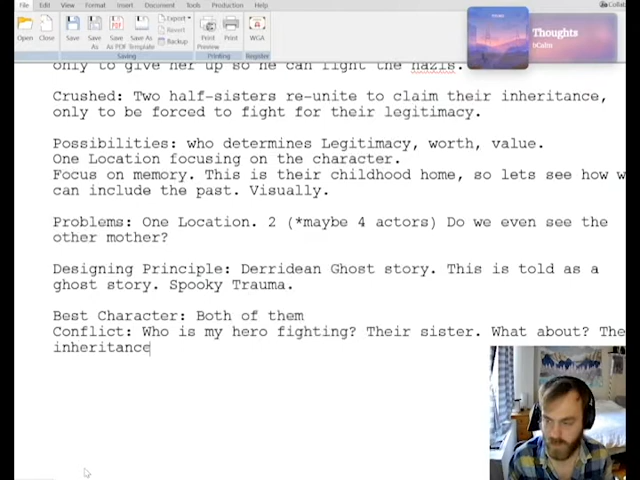 File Edit View Format Insert Document Tools Production Help
Collab
Open Close Save Save As Save As PDF Save As Template Export Revert Backup Print Preview Print WGA
Saving Printing Register
Thoughts
bCalm
only to give her up so he can fight the nazis.
Crushed: Two half-sisters re-unite to claim their inheritance,
only to be forced to fight for their legitimacy.
Possibilities: who determines Legitimacy, worth, value.
One Location focusing on the character.
Focus on memory. This is their childhood home, so lets see how w
can include the past. Visually.
Problems: One Location. 2 (*maybe 4 actors) Do we even see the
other mother?
Designing Principle: Derridean Ghost story. This is told as a
ghost story. Spooky Trauma.
Best Character: Both of them
Conflict: Who is my hero fighting? Their sister. What about? The
inheritance